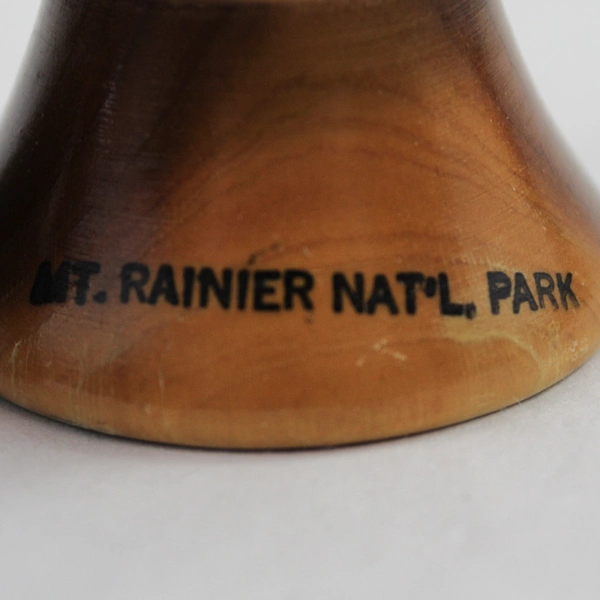 MT. RAINIER NAT'L. PARK